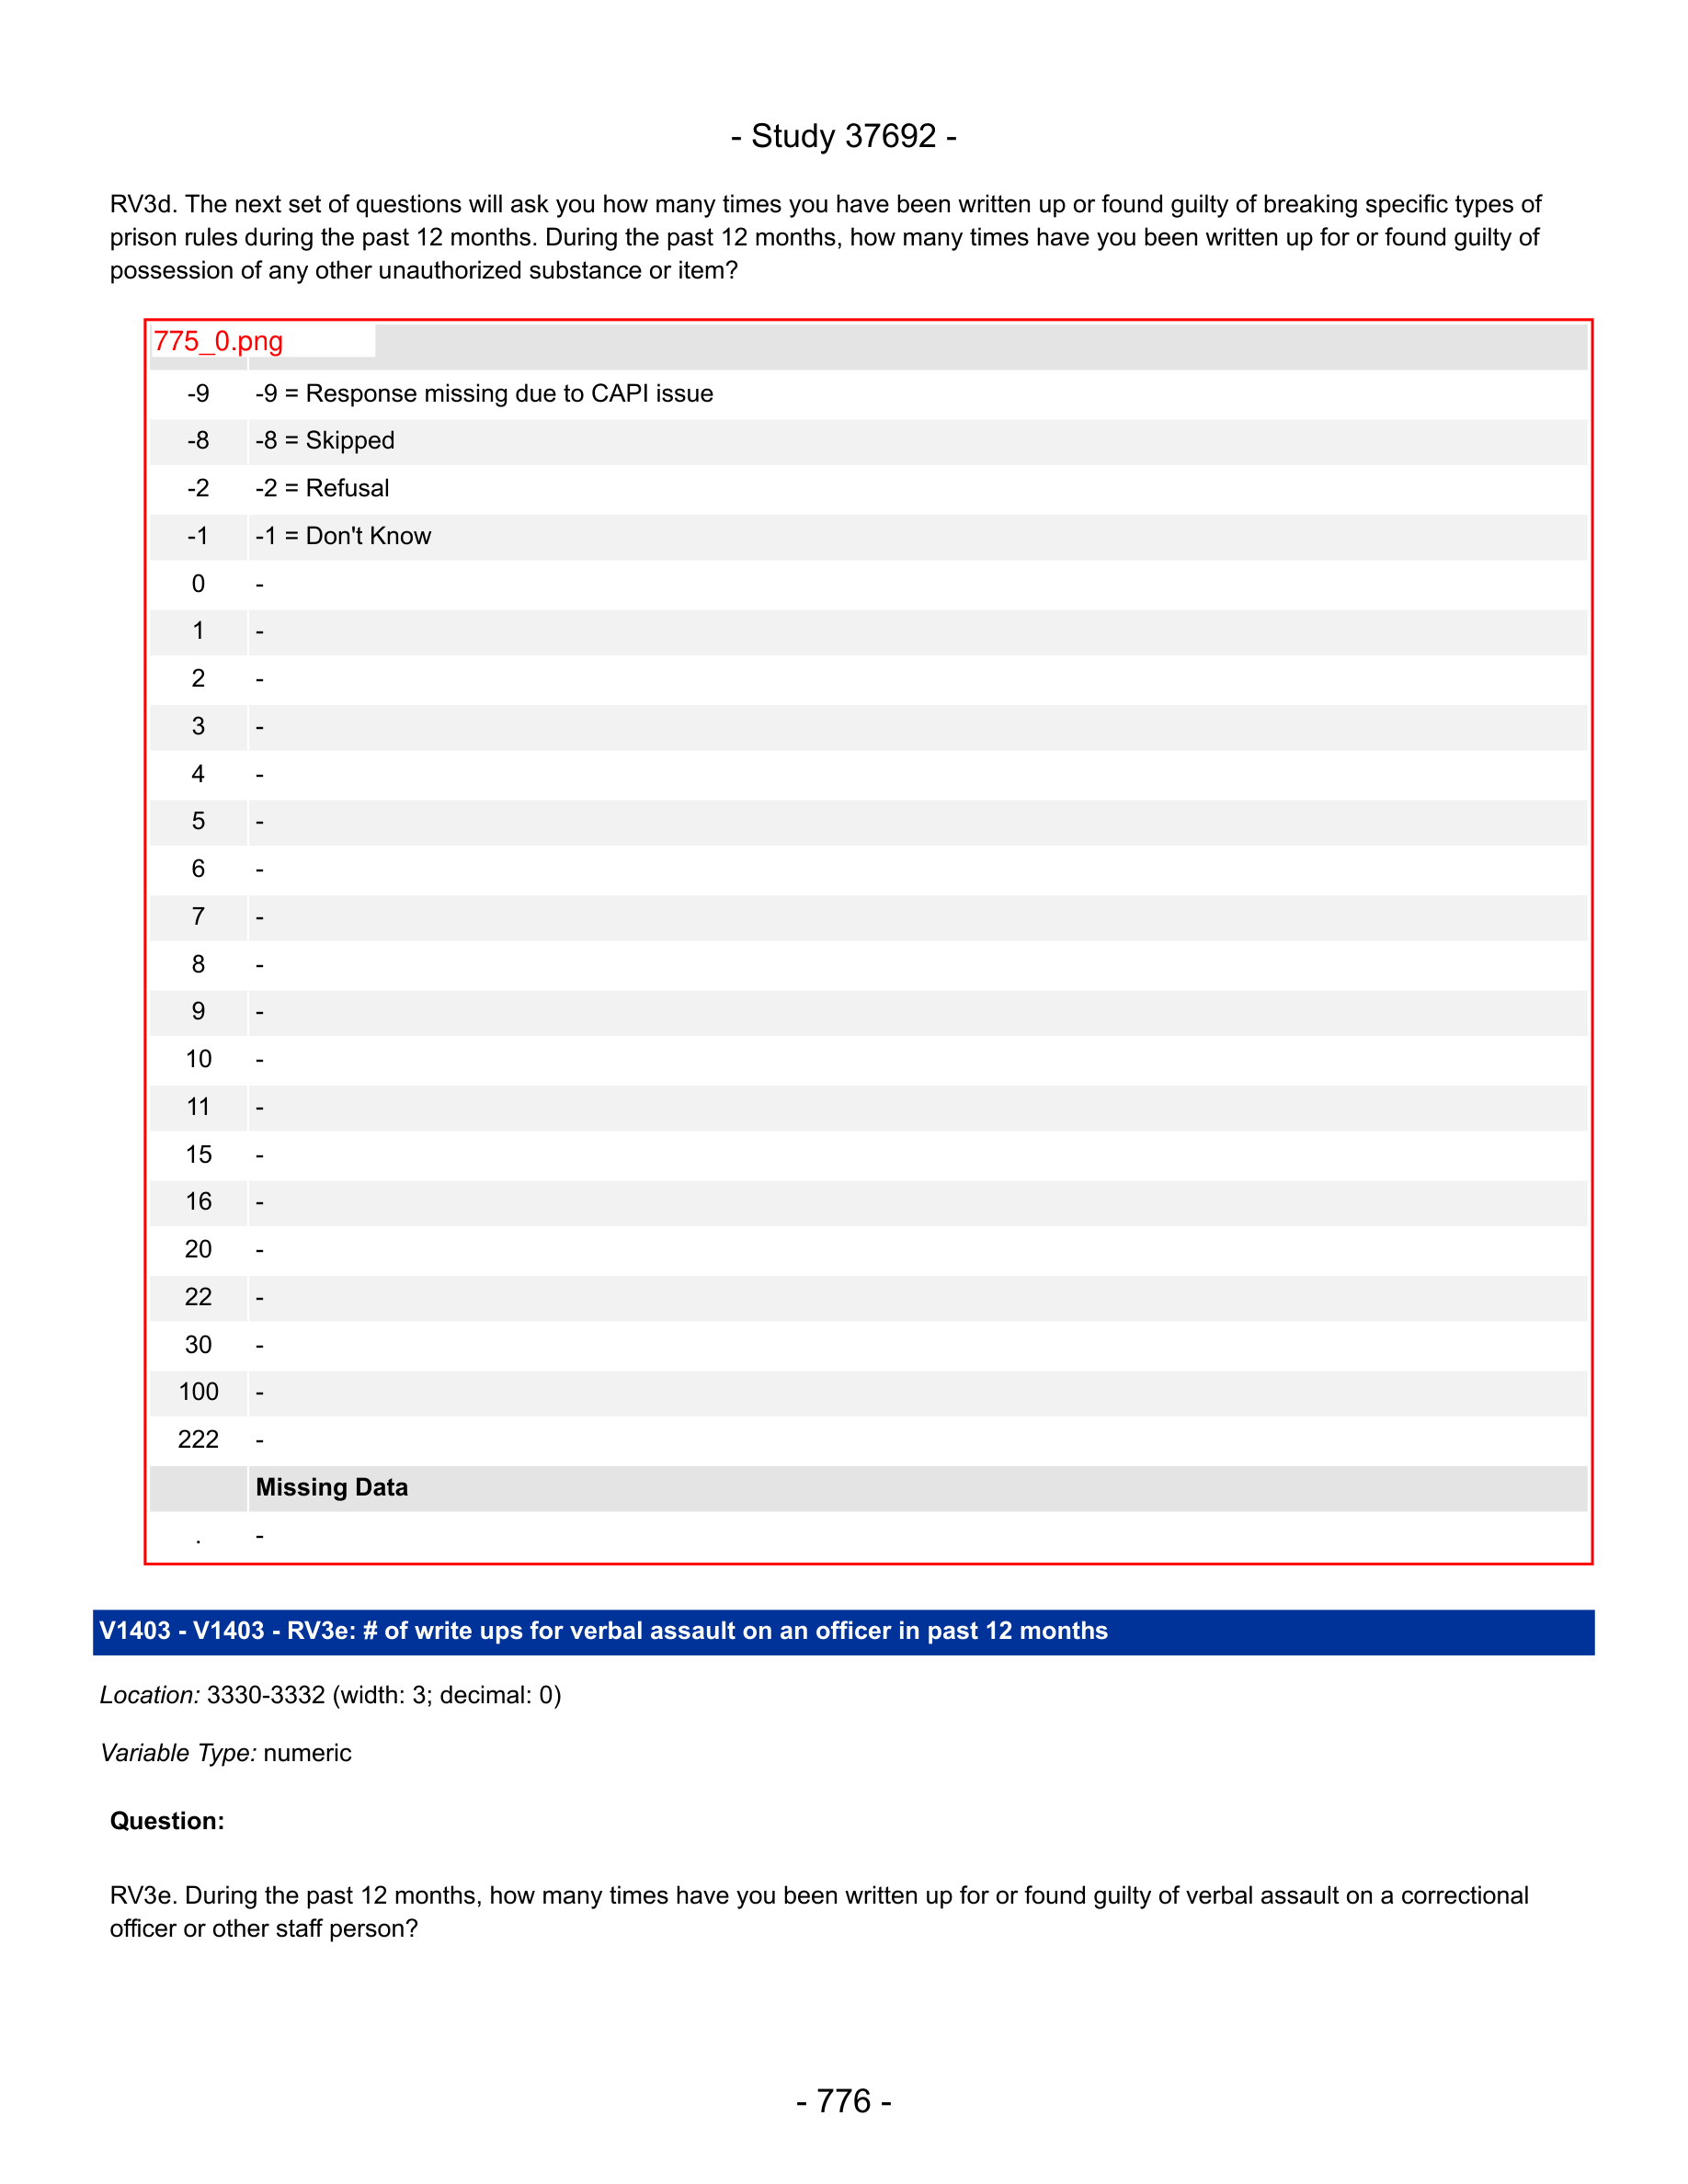 - Study 37692 -
RV3d. The next set of questions will ask you how many times you have been written up or found guilty of breaking specific types of
prison rules during the past 12 months. During the past 12 months, how many times have you been written up for or found guilty of
possession of any other unauthorized substance or item?
775_0.png
-9 -9 = Response missing due to CAPI issue
-8 -8 = Skipped
-2 -2 = Refusal
-1 -1 = Don't Know
0 -
1 -
2 -
3 -
4 -
5 -
6 -
7 -
8 -
9 -
10 -
11 -
15 -
16 -
20 -
22 -
30 -
100 -
222 -
Missing Data
. -
V1403 - V1403 - RV3e: # of write ups for verbal assault on an officer in past 12 months
Location: 3330-3332 (width: 3; decimal: 0)
Variable Type: numeric
Question:
RV3e. During the past 12 months, how many times have you been written up for or found guilty of verbal assault on a correctional
officer or other staff person?
- 776 -